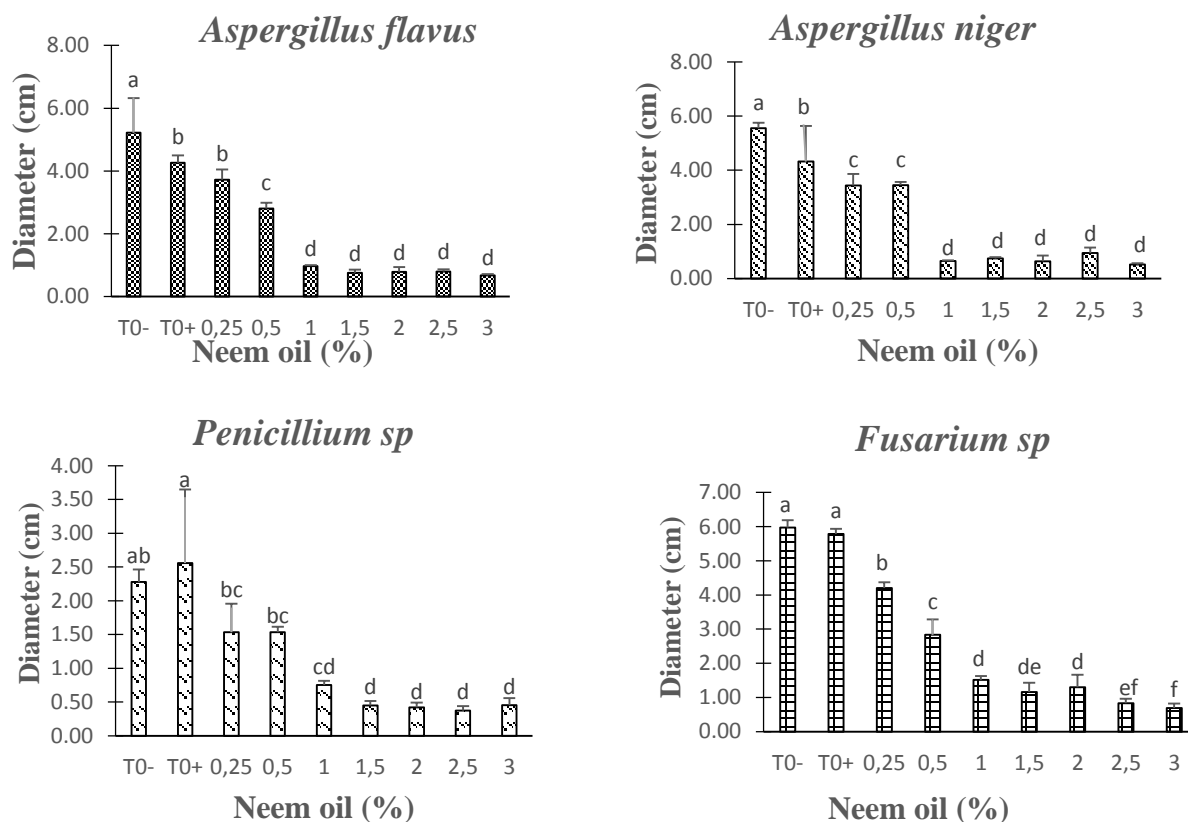 Aspergillus flavus
Diameter (cm)
8.00
6.00
4.00
2.00
0.00
a
b
b
c
d
d
d
d
d
T0- T0+ 0,25 0,5 1 1,5 2 2,5 3
Neem oil (%)
Aspergillus niger
Diameter (cm)
8.00
6.00
4.00
2.00
0.00
a
b
c
c
d
d
d
d
d
T0- T0+ 0,25 0,5 1 1,5 2 2,5 3
Neem oil (%)
Penicillium sp
Diameter (cm)
4.00
3.50
3.00
2.50
2.00
1.50
1.00
0.50
0.00
ab
a
bc
bc
cd
d
d
d
d
T0- T0+ 0,25 0,5 1 1,5 2 2,5 3
Neem oil (%)
Fusarium sp
Diameter (cm)
7.00
6.00
5.00
4.00
3.00
2.00
1.00
0.00
a
a
b
c
d
de
d
ef
f
T0- T0+ 0,25 0,5 1 1,5 2 2,5 3
Neem oil (%)